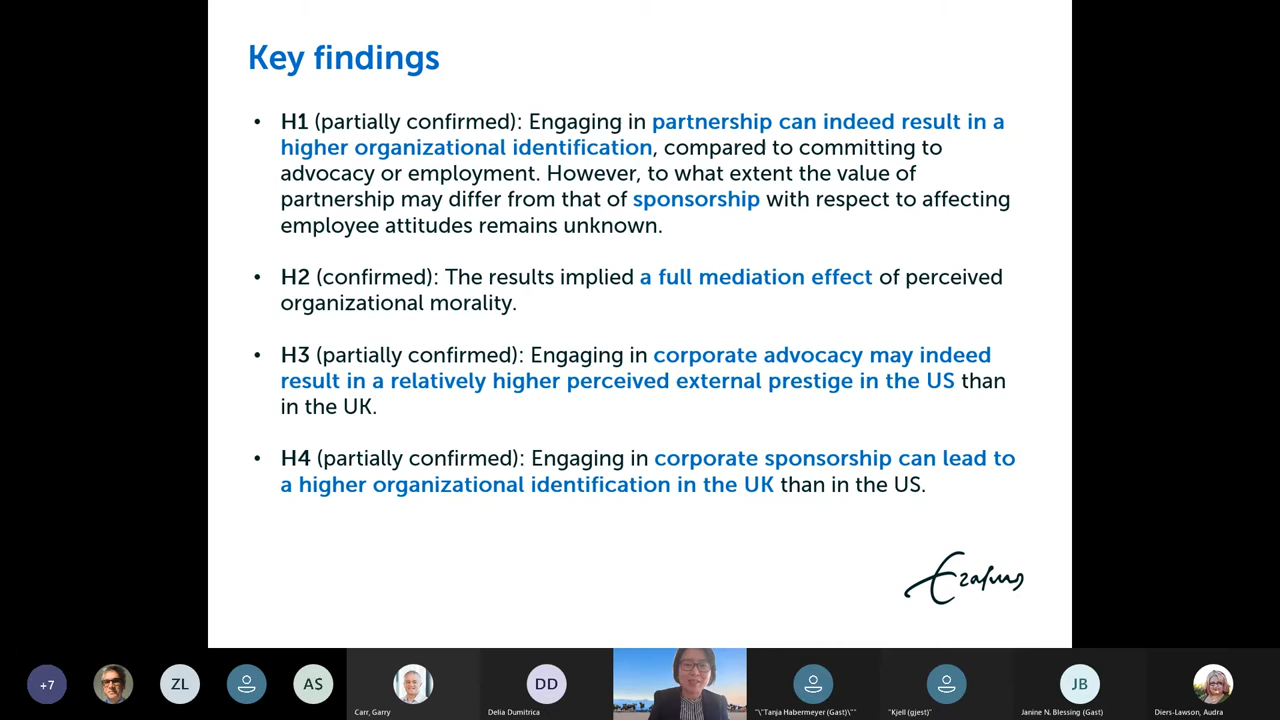 Key findings
• H1 (partially confirmed): Engaging in partnership can indeed result in a
higher organizational identification, compared to committing to
advocacy or employment. However, to what extent the value of
partnership may differ from that of sponsorship with respect to affecting
employee attitudes remains unknown.
• H2 (confirmed): The results implied a full mediation effect of perceived
organizational morality.
• H3 (partially confirmed): Engaging in corporate advocacy may indeed
result in a relatively higher perceived external prestige in the US than
in the UK.
• H4 (partially confirmed): Engaging in corporate sponsorship can lead to
a higher organizational identification in the UK than in the US.
Erasmus
+7
ZL
AS
Carr, Garry
DD
Delia Dumitrica
"\"Tanja Habermeyer (Gast)\""
"Kjell (gjest)"
JB
Janine N. Blessing (Gast)
Diers-Lawson, Audra